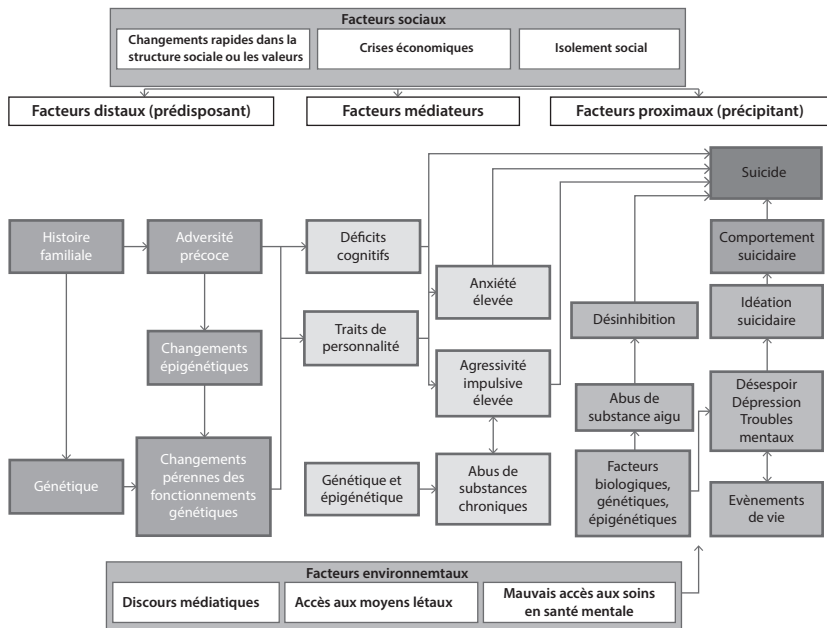 Facteurs sociaux
Changements rapides dans la
structure sociale ou les valeurs
Crises économiques
Isolement social
Facteurs distaux (prédisposant)
Facteurs médiateurs
Facteurs proximaux (précipitant)
Suicide
Histoire
familiale
Adversité
précoce
Déficits
cognitifs
Comportement
suicidaire
Anxiété
élevée
Idéation
suicidaire
Désinhibition
Traits de
personnalité
Changements
épigénétiques
Agressivité
impulsive
élevée
Abus de
substance aigu
Désespoir
Dépression
Troubles
mentaux
Génétique
Changements
pérennes des
fonctionnements
génétiques
Génétique et
épigénétique
Abus de
substances
chroniques
Facteurs
biologiques,
génétiques,
épigénétiques
Evènements
de vie
Facteurs environnemtaux
Discours médiatiques
Accès aux moyens létaux
Mauvais accès aux soins
en santé mentale